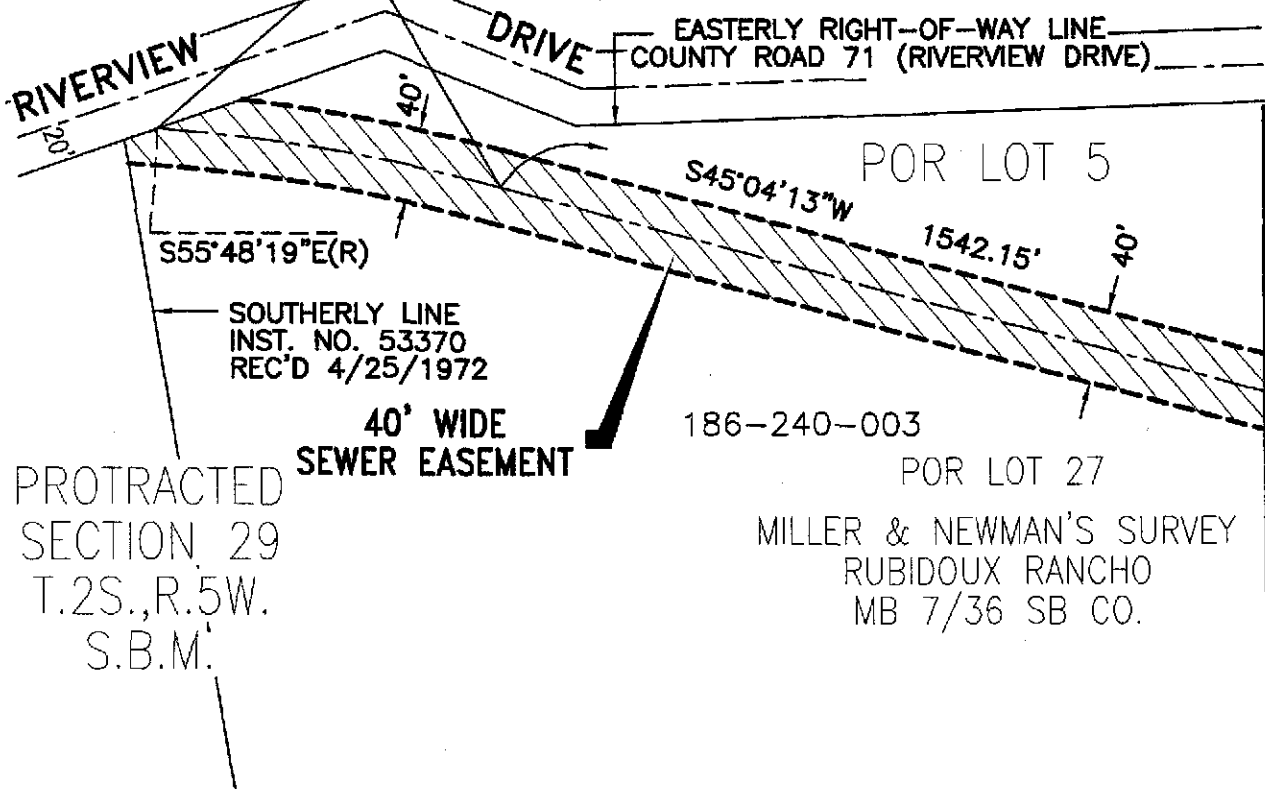 RIVERVIEW DRIVE
EASTERLY RIGHT-OF-WAY LINE
COUNTY ROAD 71 (RIVERVIEW DRIVE)
20'
40'
POR LOT 5
S45°04'13"W
1542.15'
40'
S55°48'19"E(R)
SOUTHERLY LINE
INST. NO. 53370
REC'D 4/25/1972
40' WIDE
SEWER EASEMENT
186-240-003
POR LOT 27
PROTRACTED
SECTION 29
T.2S.,R.5W.
S.B.M.
MILLER & NEWMAN'S SURVEY
RUBIDOUX RANCHO
MB 7/36 SB CO.